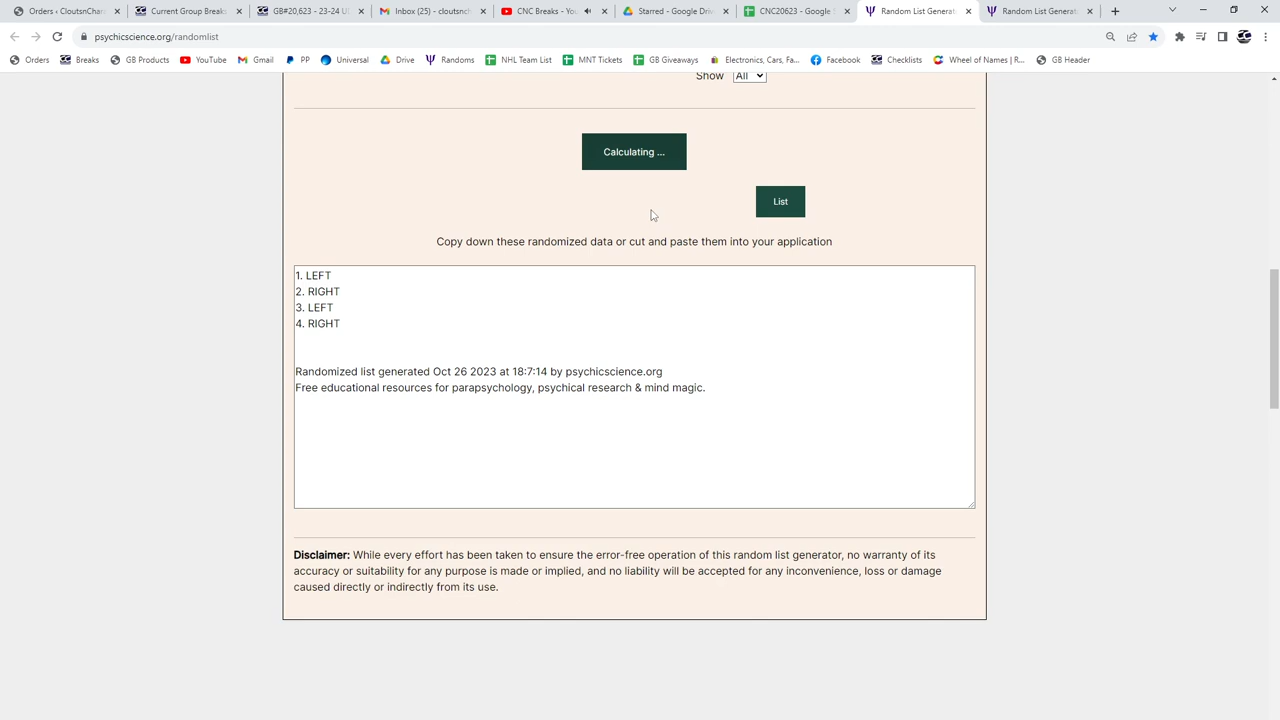 Orders ‹ CloutsnChar
Current Group Breaks
GB#20,623 - 23-24 U
Inbox (25) - cloutsnch
CNC Breaks - You
Starred - Google Driv
CNC20623 - Google S
Random List Generat
Random List Generat
psychicscience.org/randomlist
Orders
Breaks
GB Products
YouTube
Gmail
PP
Universal
Drive
Randoms
NHL Team List
MNT Tickets
GB Giveaways
Electronics, Cars, Fa...
Facebook
Checklists
Wheel of Names | R...
GB Header
Show All
Calculating ...
List
Copy down these randomized data or cut and paste them into your application
1. LEFT
2. RIGHT
3. LEFT
4. RIGHT
Randomized list generated Oct 26 2023 at 18:7:14 by psychicscience.org
Free educational resources for parapsychology, psychical research & mind magic.
Disclaimer: While every effort has been taken to ensure the error-free operation of this random list generator, no warranty of its
accuracy or suitability for any purpose is made or implied, and no liability will be accepted for any inconvenience, loss or damage
caused directly or indirectly from its use.